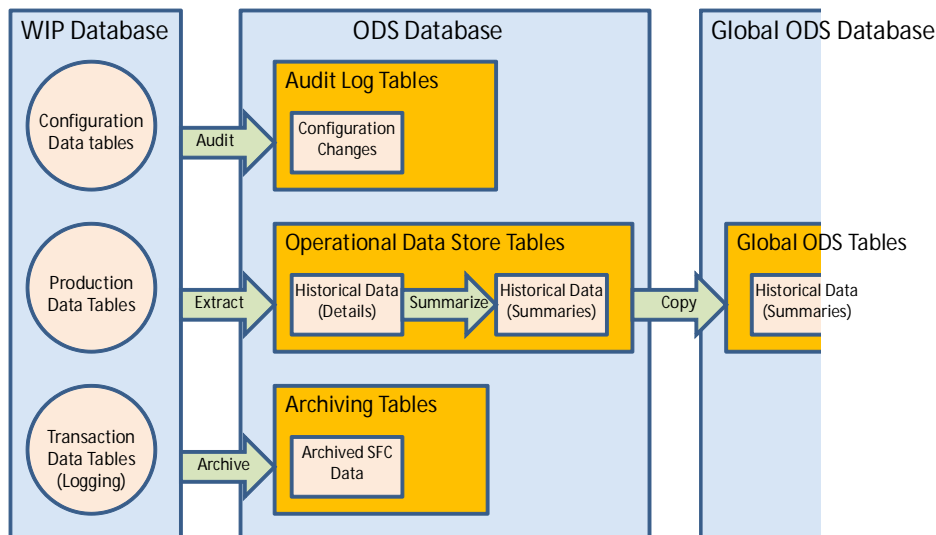 WIP Database
ODS Database
Global ODS Database
Configuration
Data tables
Audit
Audit Log Tables
Configuration
Changes
Production
Data Tables
Extract
Operational Data Store Tables
Historical Data
(Details)
Summarize
Historical Data
(Summaries)
Copy
Global ODS Tables
Historical Data
(Summaries)
Transaction
Data Tables
(Logging)
Archive
Archiving Tables
Archived SFC
Data